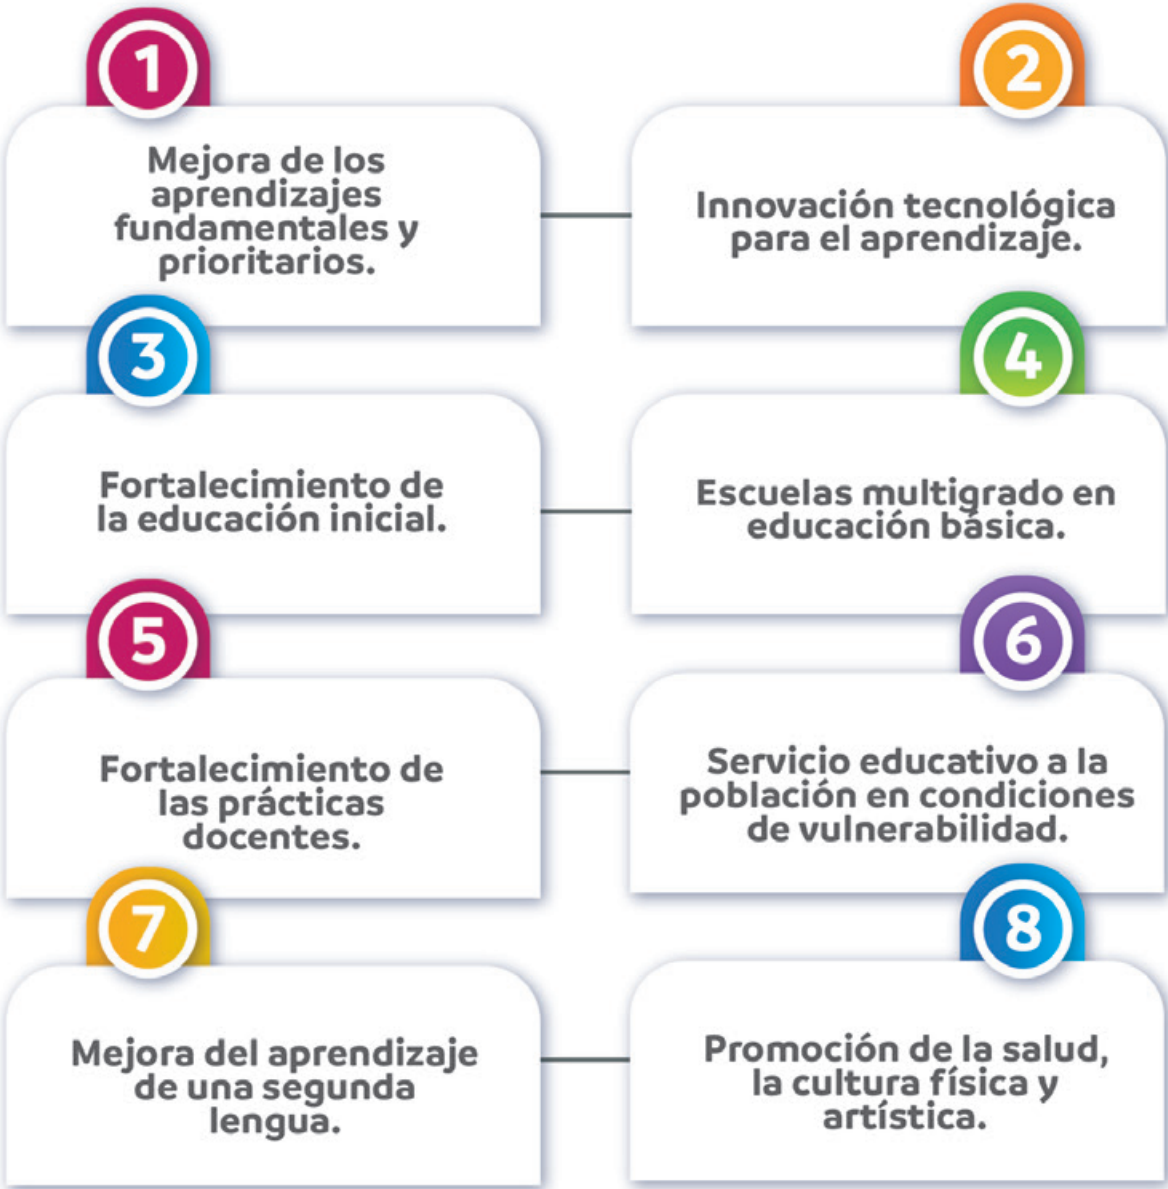 1
Mejora de los
aprendizajes
fundamentales y
prioritarios.
2
Innovación tecnológica
para el aprendizaje.
3
Fortalecimiento de
la educación inicial.
4
Escuelas multigrado en
educación básica.
5
Fortalecimiento de
las prácticas
docentes.
6
Servicio educativo a la
población en condiciones
de vulnerabilidad.
7
Mejora del aprendizaje
de una segunda
lengua.
8
Promoción de la salud,
la cultura física y
artística.